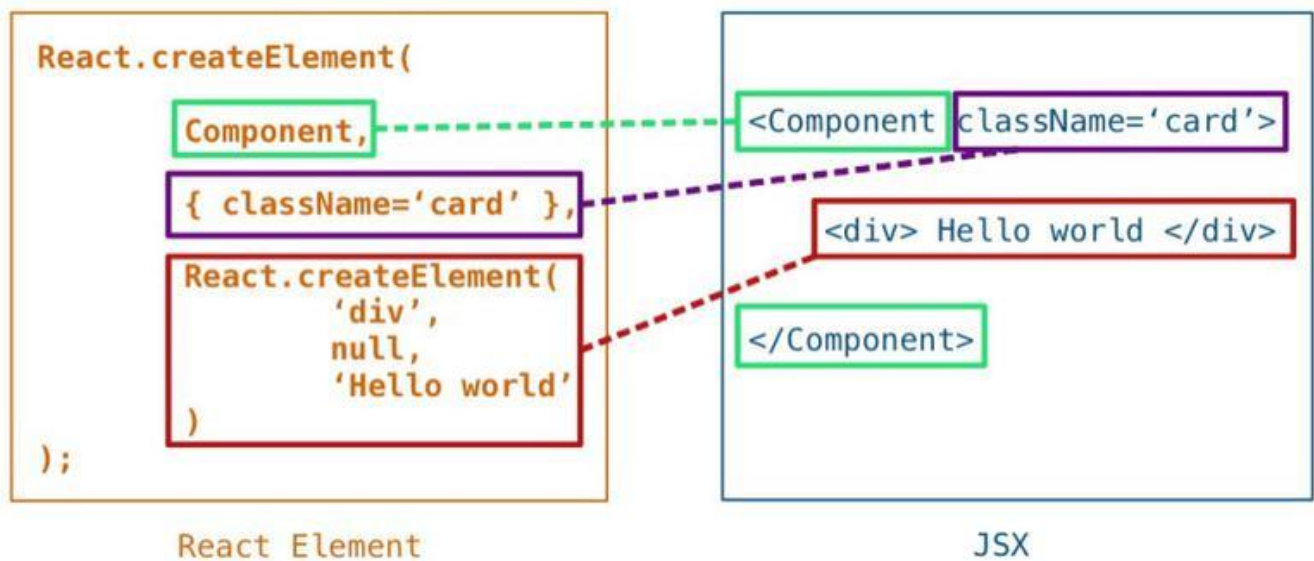 React.createElement(
Component,
{ className=‘card’ },
React.createElement(
‘div’,
null,
‘Hello world’
)
);
React Element
<Component className=‘card’>
<div> Hello world </div>
</Component>
JSX